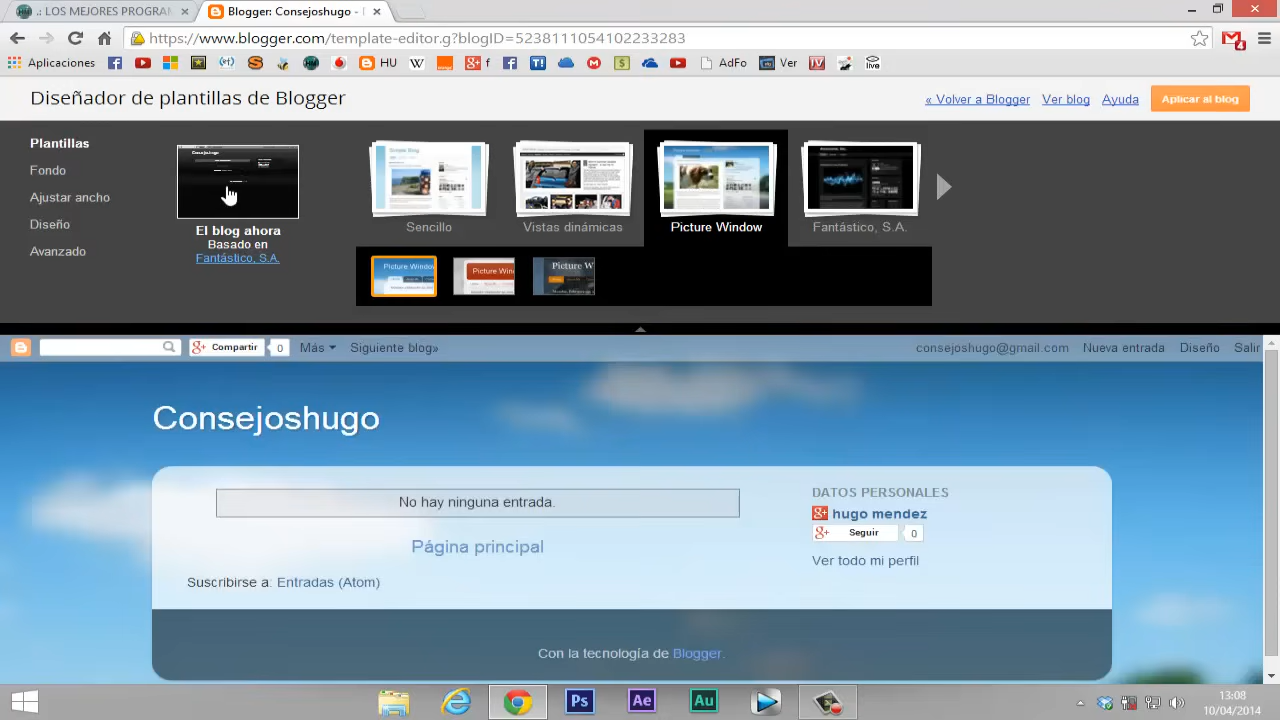 .: LOS MEJORES PROGRAM
Blogger: Consejoshugo -
https://www.blogger.com/template-editor.g?blogID=5238111054102233283
Aplicaciones
HU
f
AdFo
Ver
Diseñador de plantillas de Blogger
« Volver a Blogger
Ver blog
Ayuda
Aplicar al blog
Plantillas
Fondo
Ajustar ancho
Diseño
Avanzado
El blog ahora
Basado en
Fantástico, S.A.
Sencillo
Vistas dinámicas
Picture Window
Fantástico, S.A.
Picture Window
Picture Win
Picture W
Compartir
0
Más
Siguiente blog»
consejoshugo@gmail.com
Nueva entrada
Diseño
Salir
Consejoshugo
No hay ninguna entrada.
Página principal
Suscribirse a: Entradas (Atom)
DATOS PERSONALES
hugo mendez
Seguir
0
Ver todo mi perfil
Con la tecnología de Blogger.
Ps
Ae
Au
13:08
10/04/2014